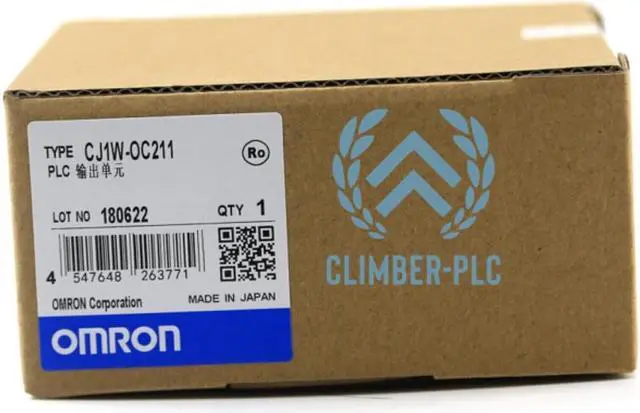 TYPE CJ1W-OC211
Ro
PLC 输出单元
LOT NO 180622 QTY 1
4 547648 263771
OMRON Corporation MADE IN JAPAN
OMRON
CLIMBER-PLC